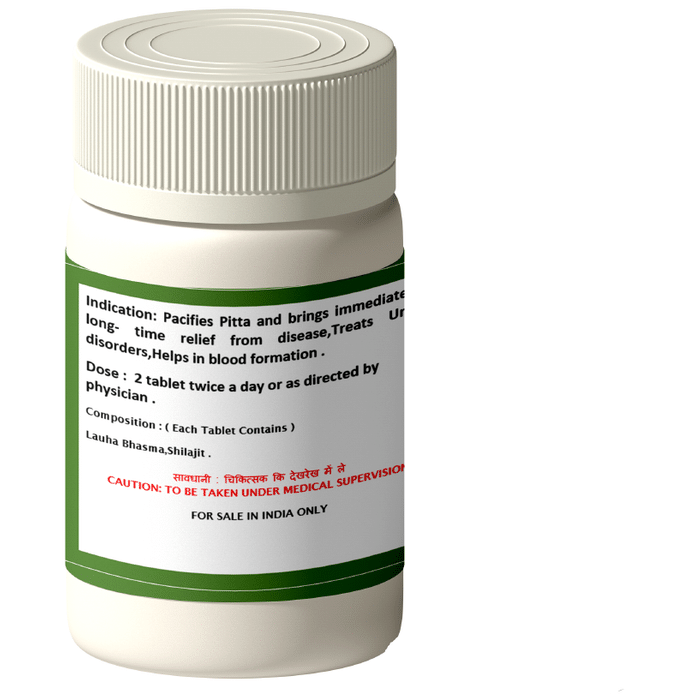 Indication: Pacifies Pitta and brings immediate
long- time relief from disease,Treats
disorders,Helps in blood formation .
Dose : 2 tablet twice a day or as directed by
physician .
Composition : ( Each Tablet Contains )
Lauha Bhasma,Shilajit .
सावधानी : चिकित्सक कि देखरेख में ले
CAUTION: TO BE TAKEN UNDER MEDICAL SUPERVISION
FOR SALE IN INDIA ONLY